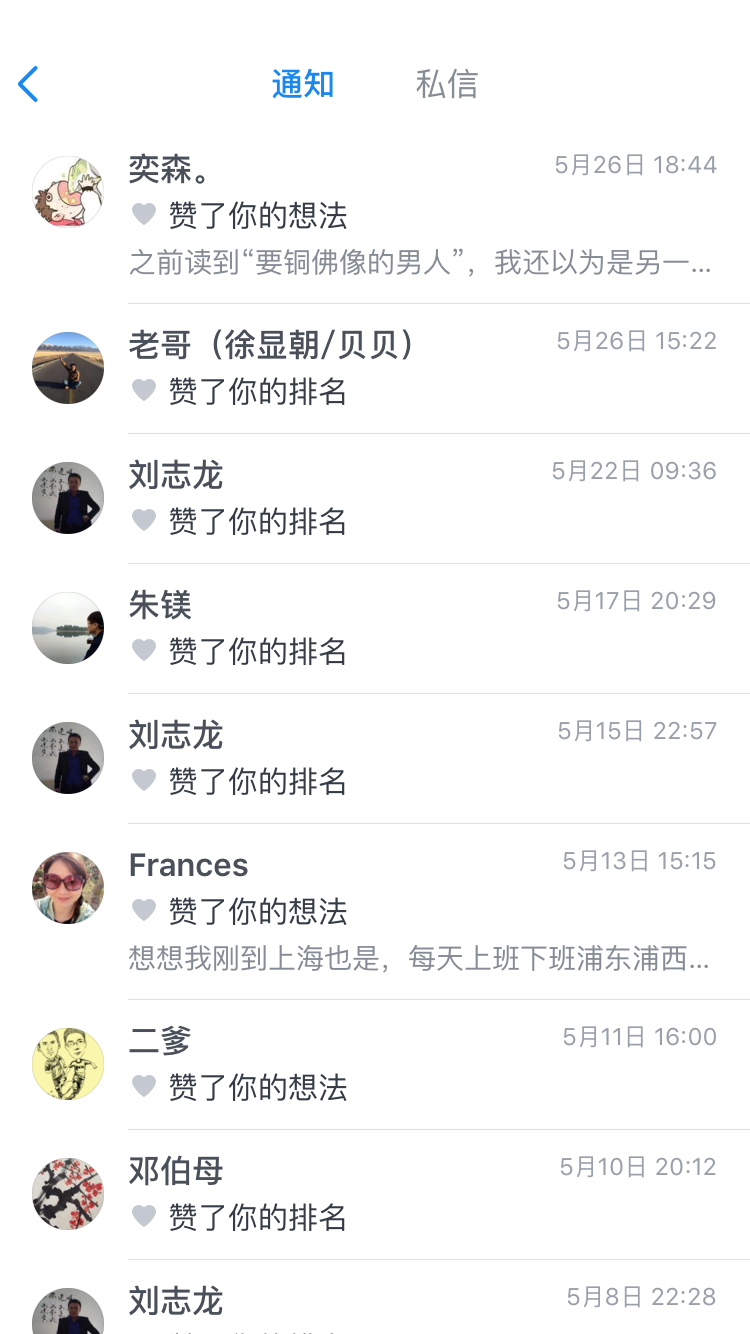 通知 私信
奕森。 5月26日 18:44
赞了你的想法
之前读到“要铜佛像的男人”，我还以为是另一...
老哥（徐显朝/贝贝） 5月26日 15:22
赞了你的排名
刘志龙 5月22日 09:36
赞了你的排名
朱镁 5月17日 20:29
赞了你的排名
刘志龙 5月15日 22:57
赞了你的排名
Frances 5月13日 15:15
赞了你的想法
想想我刚到上海也是，每天上班下班浦东浦西...
二爹 5月11日 16:00
赞了你的想法
邓伯母 5月10日 20:12
赞了你的排名
刘志龙 5月8日 22:28